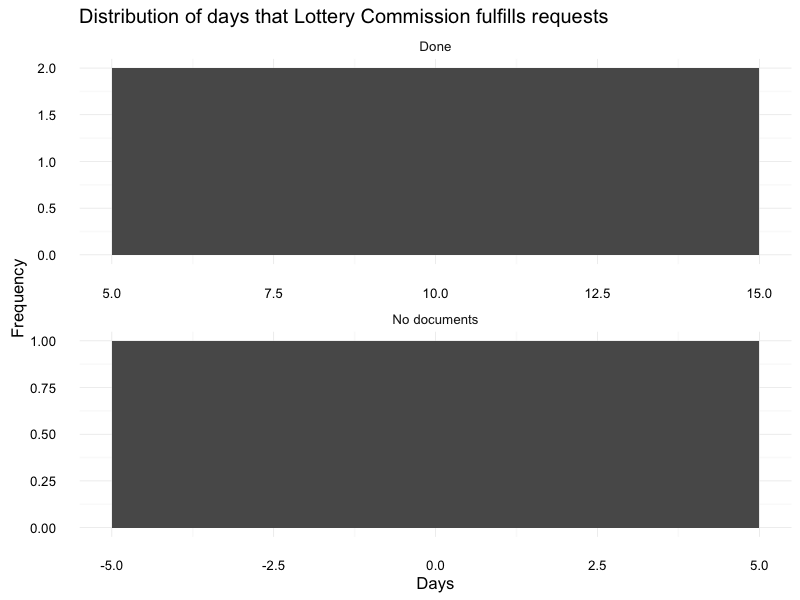 Distribution of days that Lottery Commission fulfills requests
Done
2.0
1.5
1.0
0.5
0.0
5.0 7.5 10.0 12.5 15.0
Frequency
No documents
1.00
0.75
0.50
0.25
0.00
-5.0 -2.5 0.0 2.5 5.0
Days